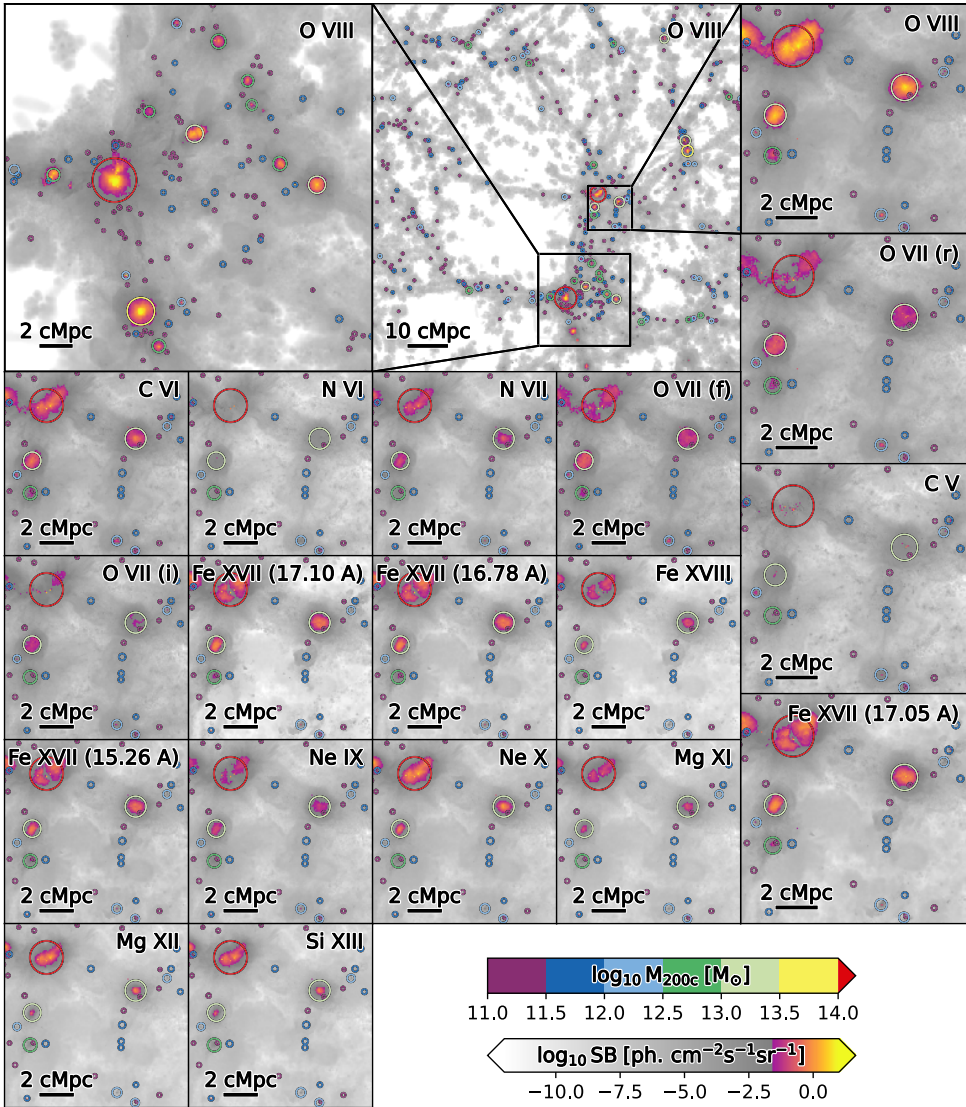 O VIII
2 cMpc
O VIII
10 cMpc
O VIII
2 cMpc
O VII (r)
2 cMpc
C VI
2 cMpc
N VI
2 cMpc
N VII
2 cMpc
O VII (f)
2 cMpc
C V
2 cMpc
O VII (i)
2 cMpc
Fe XVII (17.10 A)
2 cMpc
Fe XVII (16.78 A)
2 cMpc
Fe XVIII
2 cMpc
Fe XVII (17.05 A)
2 cMpc
Fe XVII (15.26 A)
2 cMpc
Ne IX
2 cMpc
Ne X
2 cMpc
Mg XI
2 cMpc
Mg XII
2 cMpc
Si XIII
2 cMpc
log₁₀ M₂₀₀c [M⊙]
11.0 11.5 12.0 12.5 13.0 13.5 14.0
log₁₀ SB [ph. cm⁻²s⁻¹sr⁻¹]
−10.0 −7.5 −5.0 −2.5 0.0